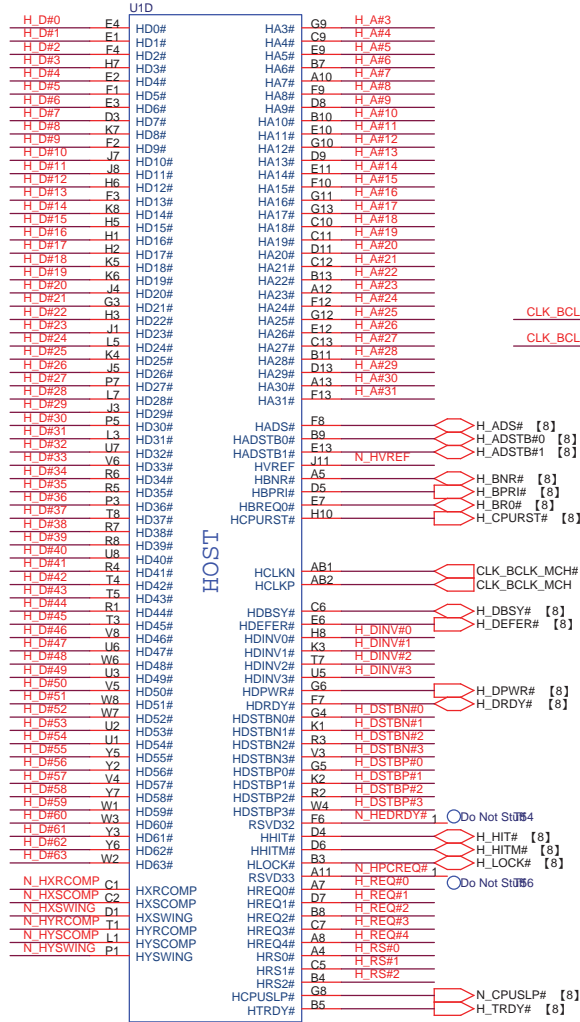 U1D
H_D#0 E4 HD0# HA3# G9 H_A#3
H_D#1 E1 HD1# HA4# C9 H_A#4
H_D#2 F4 HD2# HA5# E9 H_A#5
H_D#3 H7 HD3# HA6# B7 H_A#6
H_D#4 E2 HD4# HA7# A10 H_A#7
H_D#5 F1 HD5# HA8# F9 H_A#8
H_D#6 E3 HD6# HA9# D8 H_A#9
H_D#7 D3 HD7# HA10# B10 H_A#10
H_D#8 K7 HD8# HA11# E10 H_A#11
H_D#9 F2 HD9# HA12# G10 H_A#12
H_D#10 J7 HD10# HA13# D9 H_A#13
H_D#11 J8 HD11# HA14# E11 H_A#14
H_D#12 H6 HD12# HA15# F10 H_A#15
H_D#13 F3 HD13# HA16# G11 H_A#16
H_D#14 K8 HD14# HA17# G13 H_A#17
H_D#15 H5 HD15# HA18# C10 H_A#18
H_D#16 H1 HD16# HA19# C11 H_A#19
H_D#17 H2 HD17# HA20# D11 H_A#20
H_D#18 K5 HD18# HA21# C12 H_A#21
H_D#19 K6 HD19# HA22# B13 H_A#22
H_D#20 J4 HD20# HA23# A12 H_A#23
H_D#21 G3 HD21# HA24# F12 H_A#24
H_D#22 H3 HD22# HA25# G12 H_A#25 CLK_BCL
H_D#23 J1 HD23# HA26# E12 H_A#26
H_D#24 L5 HD24# HA27# C13 H_A#27 CLK_BCL
H_D#25 K4 HD25# HA28# B11 H_A#28
H_D#26 J5 HD26# HA29# D13 H_A#29
H_D#27 P7 HD27# HA30# A13 H_A#30
H_D#28 L7 HD28# HA31# F13 H_A#31
H_D#29 J3 HD29#
H_D#30 P5 HD30# HADS# F8 H_ADS# 【8】
H_D#31 L3 HD31# HADSTB0# B9 H_ADSTB#0 【8】
H_D#32 U7 HD32# HADSTB1# E13 H_ADSTB#1 【8】
H_D#33 V6 HD33# HVREF J11 N_HVREF
H_D#34 R6 HD34# HBNR# A5 H_BNR# 【8】
H_D#35 R5 HD35# HBPRI# D5 H_BPRI# 【8】
H_D#36 P3 HD36# HBREQ0# E7 H_BR0# 【8】
H_D#37 T8 HD37# HCPURST# H10 H_CPURST# 【8】
H_D#38 R7 HD38#
H_D#39 R8 HD39#
H_D#40 U8 HD40#
HOST
H_D#41 R4 HD41# HCLKN AB1 CLK_BCLK_MCH#
H_D#42 T4 HD42# HCLKP AB2 CLK_BCLK_MCH
H_D#43 T5 HD43#
H_D#44 R1 HD44# HDBSY# C6 H_DBSY# 【8】
H_D#45 T3 HD45# HDEFER# E6 H_DEFER# 【8】
H_D#46 V8 HD46# HDINV0# H8 H_DINV#0
H_D#47 U6 HD47# HDINV1# K3 H_DINV#1
H_D#48 W6 HD48# HDINV2# T7 H_DINV#2
H_D#49 U3 HD49# HDINV3# U5 H_DINV#3
H_D#50 V5 HD50# HDPWR# G6 H_DPWR# 【8】
H_D#51 W8 HD51# HDRDY# F7 H_DRDY# 【8】
H_D#52 W7 HD52# HDSTBN0# G4 H_DSTBN#0
H_D#53 U2 HD53# HDSTBN1# K1 H_DSTBN#1
H_D#54 U1 HD54# HDSTBN2# R3 H_DSTBN#2
H_D#55 Y5 HD55# HDSTBN3# V3 H_DSTBN#3
H_D#56 Y2 HD56# HDSTBP0# G5 H_DSTBP#0
H_D#57 V4 HD57# HDSTBP1# K2 H_DSTBP#1
H_D#58 Y7 HD58# HDSTBP2# R2 H_DSTBP#2
H_D#59 W1 HD59# HDSTBP3# W4 H_DSTBP#3
H_D#60 W3 HD60# RSVD32 F6 N_HEDRDY# 1 Do Not Stuff
H_D#61 Y3 HD61# HHIT# D4 H_HIT# 【8】
H_D#62 Y6 HD62# HHITM# D6 H_HITM# 【8】
H_D#63 W2 HD63# HLOCK# B3 H_LOCK# 【8】
RSVD33 A11 N_HPCREQ# 1 Do Not Stuff
N_HXRCOMP C1 HXRCOMP HREQ0# A7 H_REQ#0
N_HXSCOMP C2 HXSCOMP HREQ1# D7 H_REQ#1
N_HXSWING D1 HXSWING HREQ2# B8 H_REQ#2
N_HYRCOMP T1 HYRCOMP HREQ3# C7 H_REQ#3
N_HYSCOMP L1 HYSCOMP HREQ4# A8 H_REQ#4
N_HYSWING P1 HYSWING HRS0# A4 H_RS#0
HRS1# C5 H_RS#1
HRS2# B4 H_RS#2
HCPUSLP# G8 N_CPUSLP# 【8】
HTRDY# B5 H_TRDY# 【8】